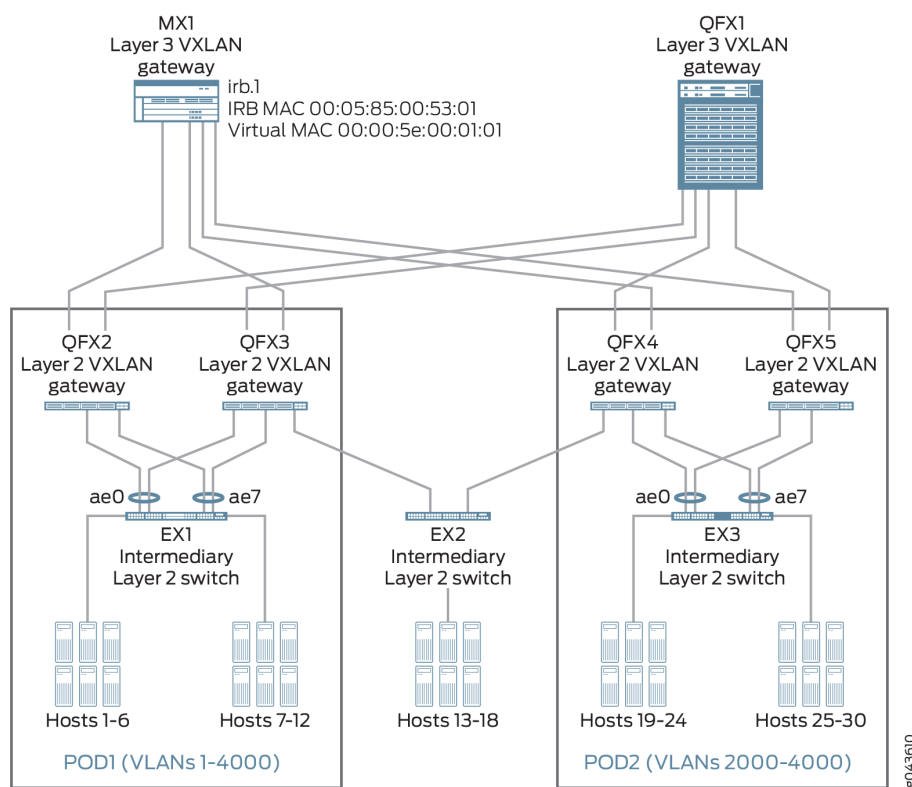 MX1
Layer 3 VXLAN
gateway
irb.1
IRB MAC 00:05:85:00:53:01
Virtual MAC 00:00:5e:00:01:01
QFX1
Layer 3 VXLAN
gateway
QFX2
Layer 2 VXLAN
gateway
QFX3
Layer 2 VXLAN
gateway
QFX4
Layer 2 VXLAN
gateway
QFX5
Layer 2 VXLAN
gateway
ae0
ae7
EX1
Intermediary
Layer 2 switch
EX2
Intermediary
Layer 2 switch
ae0
ae7
EX3
Intermediary
Layer 2 switch
Hosts 1-6
Hosts 7-12
Hosts 13-18
Hosts 19-24
Hosts 25-30
POD1 (VLANs 1-4000)
POD2 (VLANs 2000-4000)
g043610